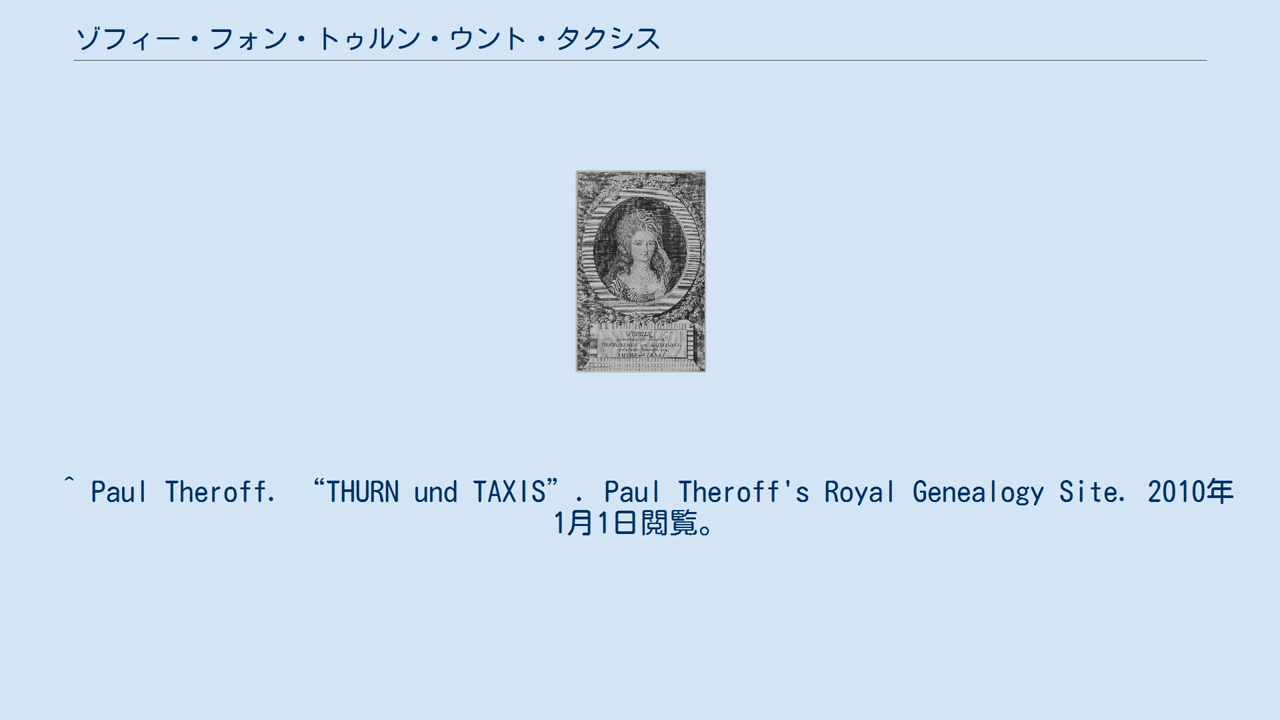 ゾフィー・フォン・トゥルン・ウント・タクシス
^ Paul Theroff. “THURN und TAXIS”. Paul Theroff's Royal Genealogy Site. 2010年
1月1日閲覧。